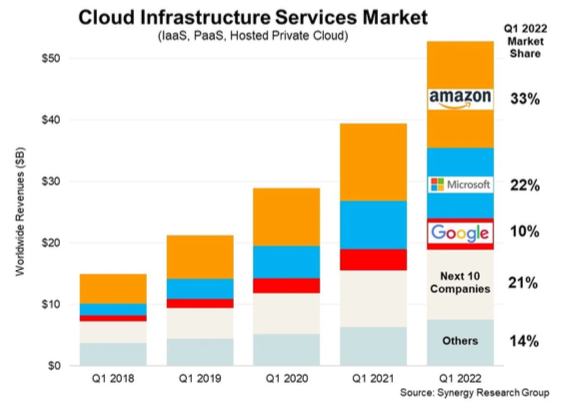 Cloud Infrastructure Services Market
(IaaS, PaaS, Hosted Private Cloud)
Q1 2022
Market
Share
Worldwide Revenues ($B)
$50
$40
$30
$20
$10
$0
amazon
33%
Microsoft
22%
Google
10%
Next 10
Companies
21%
Others
14%
Q1 2018
Q1 2019
Q1 2020
Q1 2021
Q1 2022
Source: Synergy Research Group